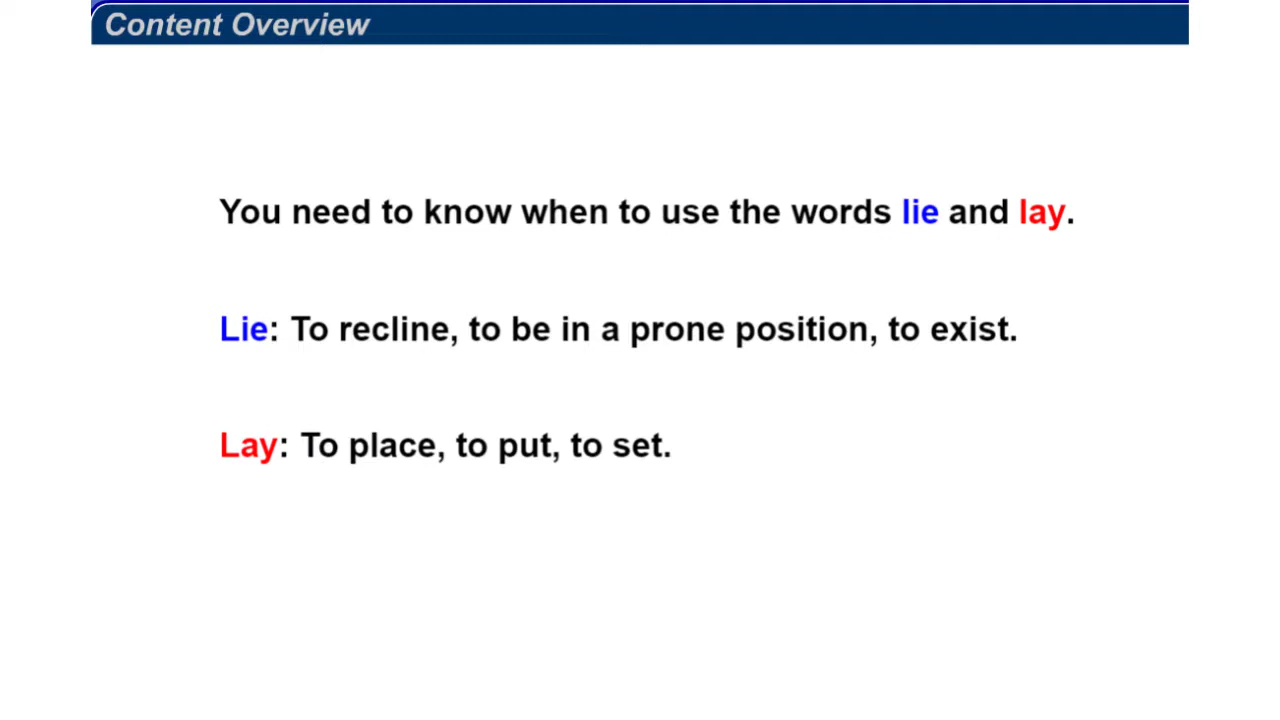 Content Overview
You need to know when to use the words lie and lay.
Lie: To recline, to be in a prone position, to exist.
Lay: To place, to put, to set.